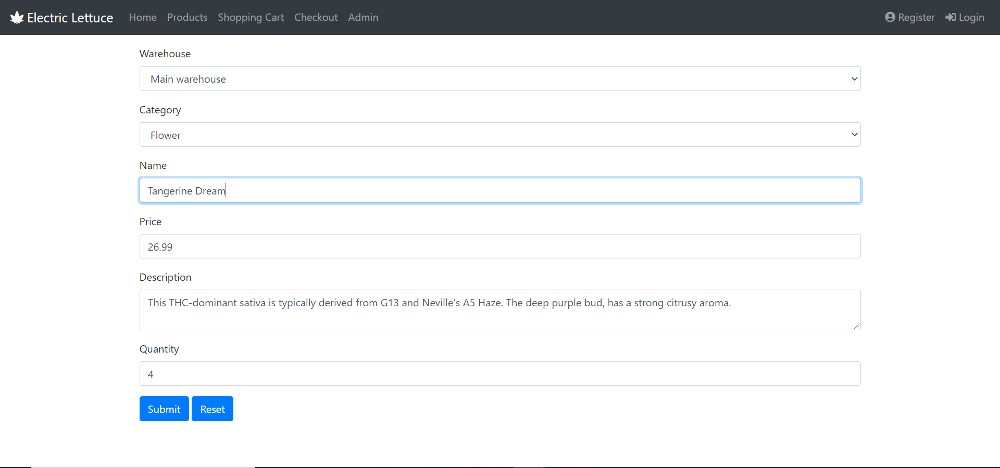 Electric Lettuce Home Products Shopping Cart Checkout Admin Register Login
Warehouse
Main warehouse
Category
Flower
Name
Tangerine Dream
Price
26.99
Description
This THC-dominant sativa is typically derived from G13 and Neville’s A5 Haze. The deep purple bud, has a strong citrusy aroma.
Quantity
4
Submit Reset